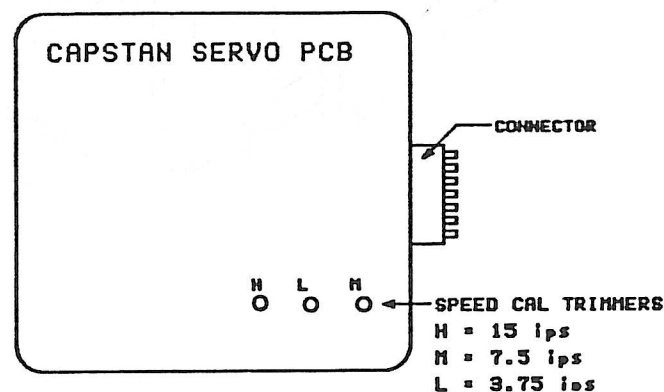 CAPSTAN SERVO PCB
CONNECTOR
H L M
SPEED CAL TRIMMERS
H = 15 ips
M = 7.5 ips
L = 3.75 ips